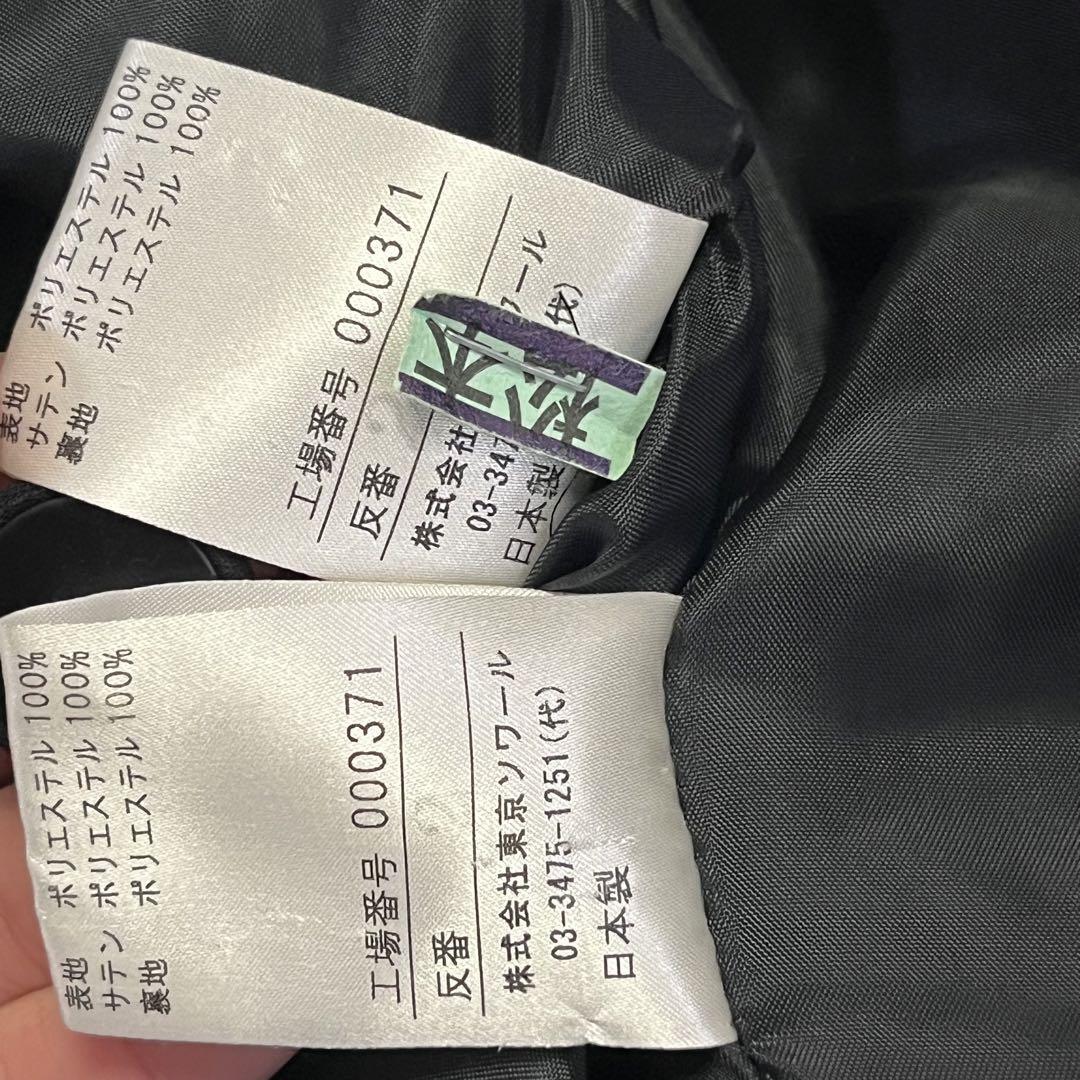 表地 ポリエステル 100%
サテン ポリエステル 100%
裏地 ポリエステル 100%
工場番号 000371
反番
株式会社 ワール
03-347 代)
日本製
表地 ポリエステル 100%
サテン ポリエステル 100%
裏地 ポリエステル 100%
工場番号 000371
反番
株式会社東京ソワール
03-3475-1251(代)
日本製